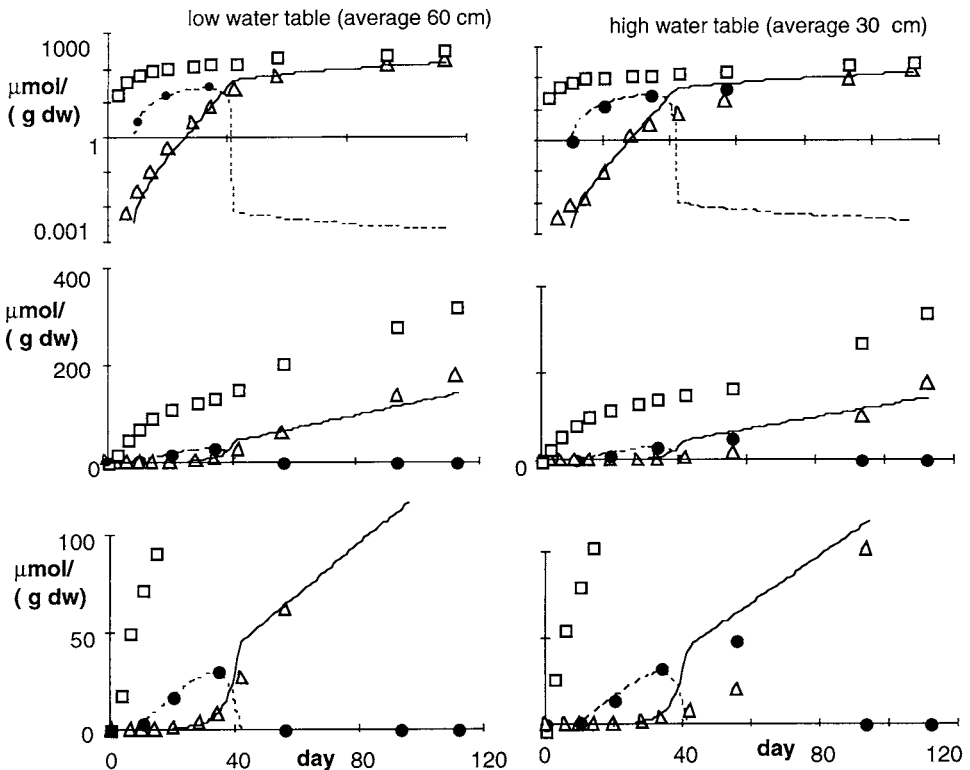 low water table (average 60 cm)
high water table (average 30 cm)
1000
μmol/
( g dw)
1
0.001
400
μmol/
( g dw)
200
0
100
μmol/
( g dw)
50
0
0
40
day
80
120
0
40
day
80
120